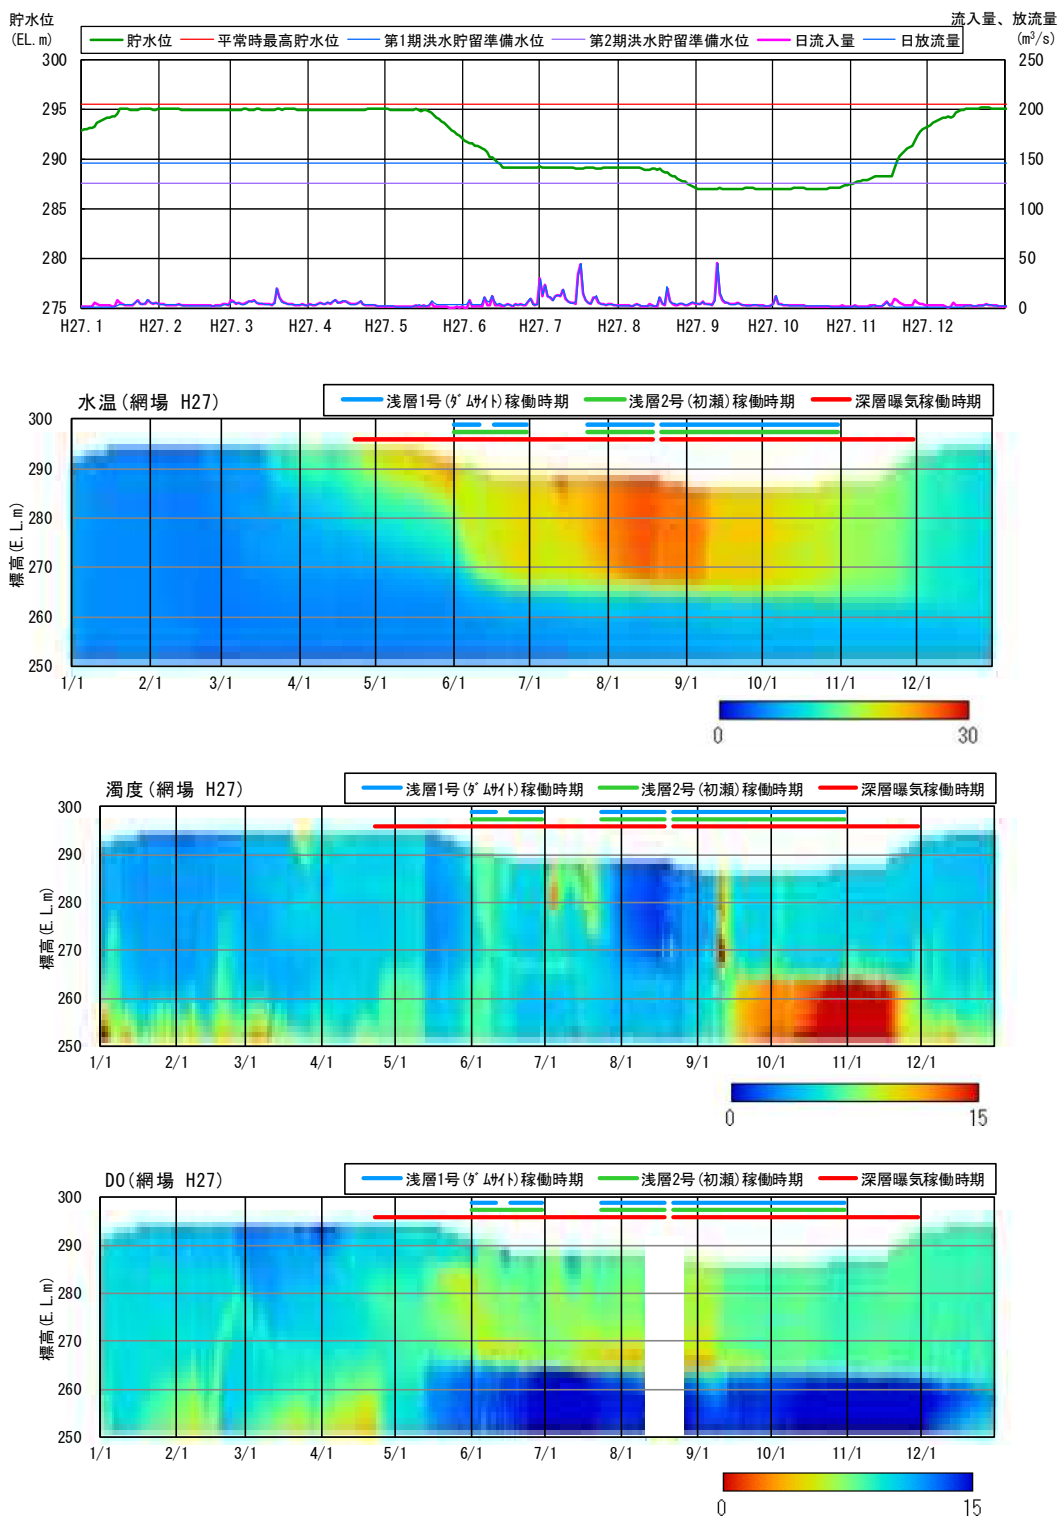 貯水位
(EL.m)
流入量、放流量
(m³/s)
貯水位 平常時最高貯水位 第1期洪水貯留準備水位 第2期洪水貯留準備水位 日流入量 日放流量
300 250
295 200
290 150
285 100
280 50
275 0
H27.1 H27.2 H27.3 H27.4 H27.5 H27.6 H27.7 H27.8 H27.9 H27.10 H27.11 H27.12
水温(網場 H27)
浅層1号(ﾀﾞﾑｻｲﾄ)稼働時期 浅層2号(初瀬)稼働時期 深層曝気稼働時期
標高(E.L.m)
300
290
280
270
260
250
1/1 2/1 3/1 4/1 5/1 6/1 7/1 8/1 9/1 10/1 11/1 12/1
0 30
濁度(網場 H27)
浅層1号(ﾀﾞﾑｻｲﾄ)稼働時期 浅層2号(初瀬)稼働時期 深層曝気稼働時期
標高(E.L.m)
300
290
280
270
260
250
1/1 2/1 3/1 4/1 5/1 6/1 7/1 8/1 9/1 10/1 11/1 12/1
0 15
DO(網場 H27)
浅層1号(ﾀﾞﾑｻｲﾄ)稼働時期 浅層2号(初瀬)稼働時期 深層曝気稼働時期
標高(E.L.m)
300
290
280
270
260
250
1/1 2/1 3/1 4/1 5/1 6/1 7/1 8/1 9/1 10/1 11/1 12/1
0 15